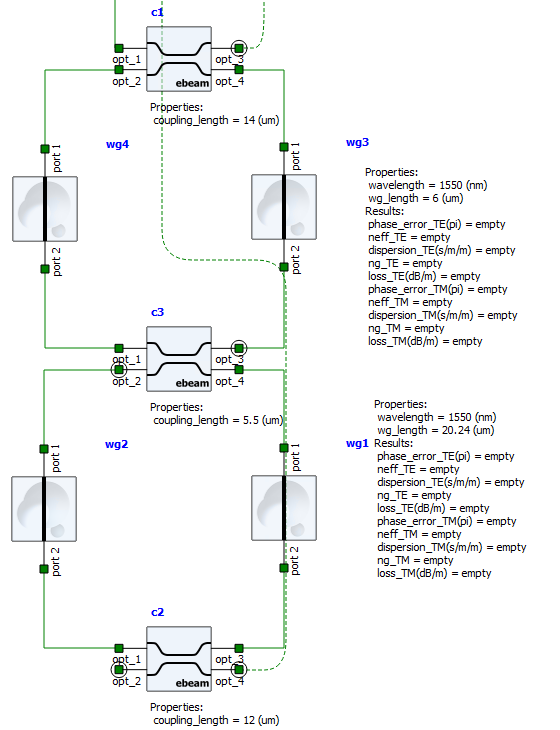 c1
opt_1
opt_3
opt_2
opt_4
ebeam
Properties:
coupling_length = 14 (um)
wg4
port 1
port 2
wg3
port 1
port 2
Properties:
wavelength = 1550 (nm)
wg_length = 6 (um)
Results:
phase_error_TE(pi) = empty
neff_TE = empty
dispersion_TE(s/m/m) = empty
ng_TE = empty
loss_TE(dB/m) = empty
phase_error_TM(pi) = empty
neff_TM = empty
dispersion_TM(s/m/m) = empty
ng_TM = empty
loss_TM(dB/m) = empty
c3
opt_1
opt_3
opt_2
opt_4
ebeam
Properties:
coupling_length = 5.5 (um)
wg2
port 1
port 2
wg1
port 1
port 2
Properties:
wavelength = 1550 (nm)
wg_length = 20.24 (um)
Results:
phase_error_TE(pi) = empty
neff_TE = empty
dispersion_TE(s/m/m) = empty
ng_TE = empty
loss_TE(dB/m) = empty
phase_error_TM(pi) = empty
neff_TM = empty
dispersion_TM(s/m/m) = empty
ng_TM = empty
loss_TM(dB/m) = empty
c2
opt_1
opt_3
opt_2
opt_4
ebeam
Properties:
coupling_length = 12 (um)